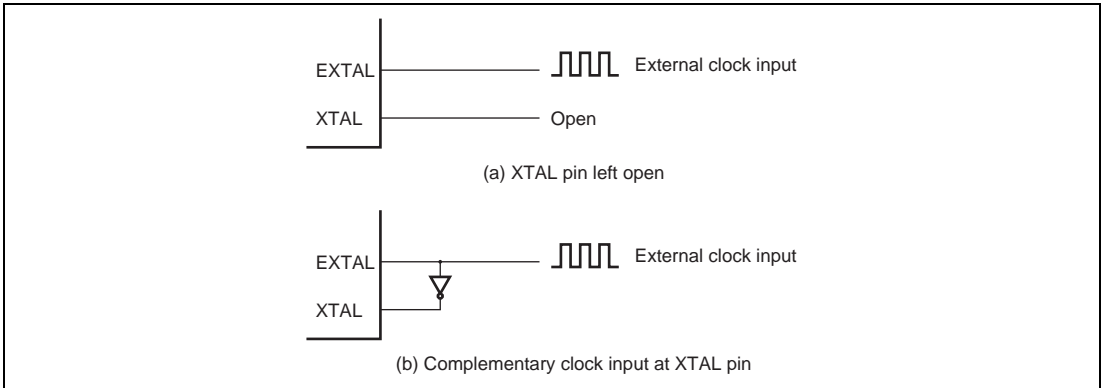 EXTAL External clock input
XTAL Open
(a) XTAL pin left open
EXTAL External clock input
XTAL
(b) Complementary clock input at XTAL pin